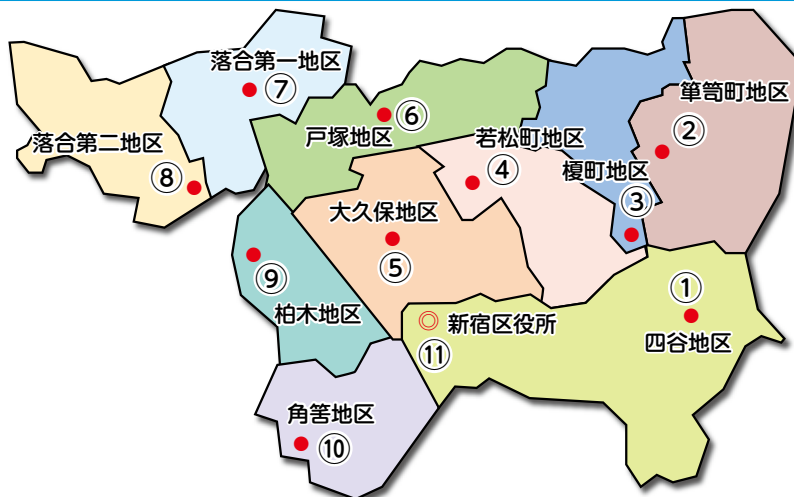 落合第一地区
⑦
落合第二地区
⑧
戸塚地区
⑥
若松町地区
④
榎町地区
③
箪笥町地区
②
大久保地区
⑤
⑨
柏木地区
新宿区役所
⑪
①
四谷地区
角筈地区
⑩